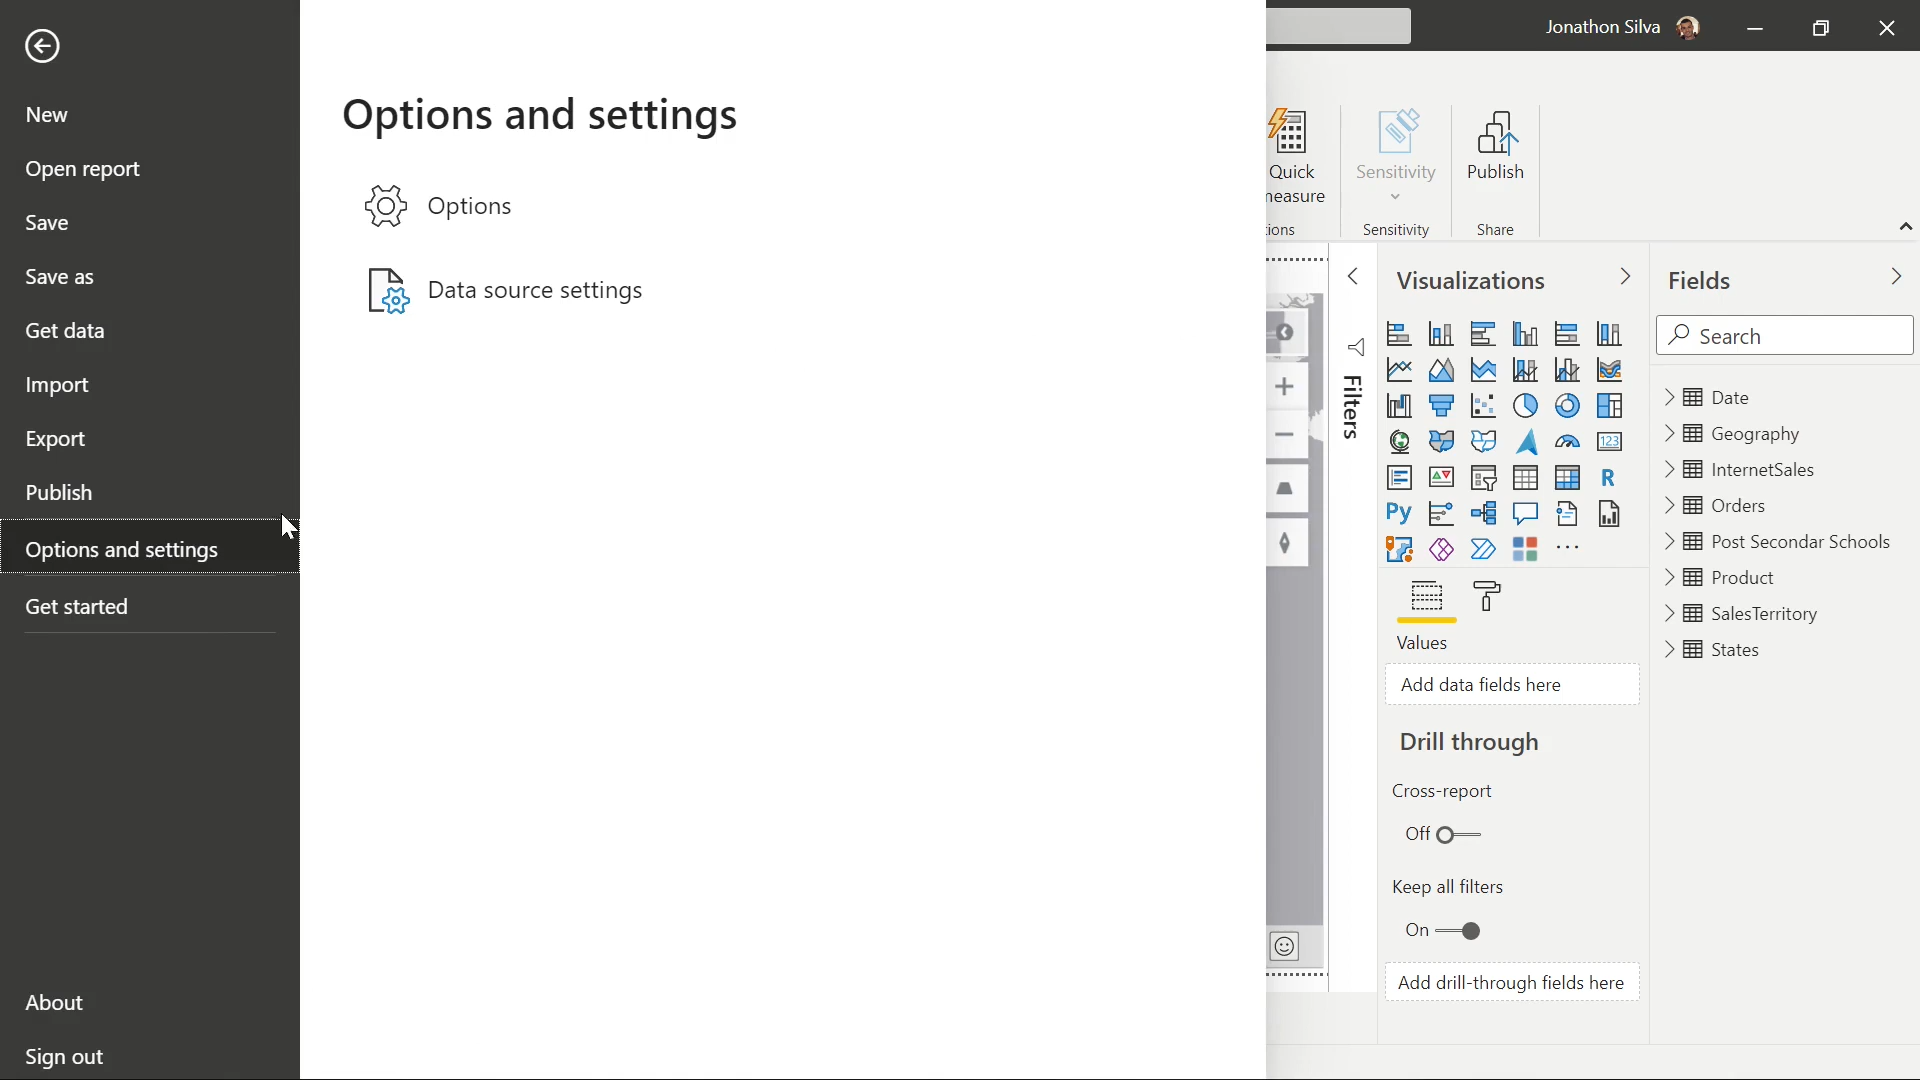 Jonathon Silva
New
Open report
Save
Save as
Get data
Import
Export
Publish
Options and settings
Get started
About
Sign out
Options and settings
Options
Data source settings
Quick
easure
Sensitivity
Publish
ions
Sensitivity
Share
Filters
Visualizations
123
R
Py
Values
Add data fields here
Drill through
Cross-report
Off
Keep all filters
On
Add drill-through fields here
Fields
Search
Date
Geography
InternetSales
Orders
Post Secondar Schools
Product
SalesTerritory
States